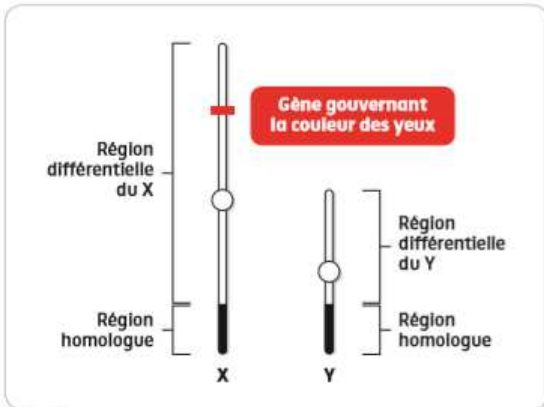 Gène gouvernant
la couleur des yeux
Région
différentielle
du X
Région
différentielle
du Y
Région
homologue
Région
homologue
X
Y